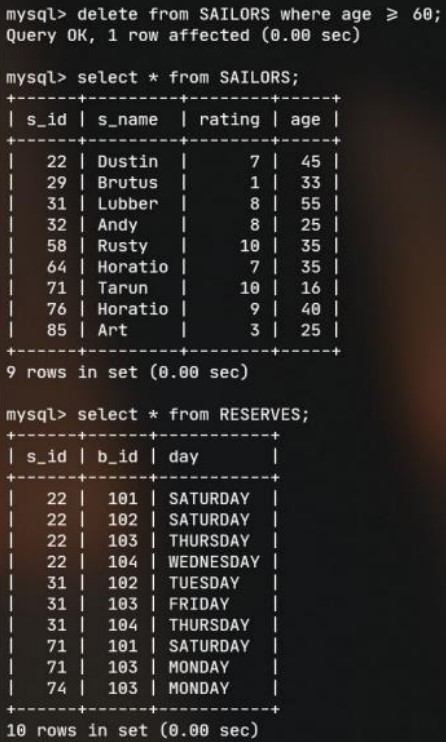 mysql> delete from SAILORS where age ≥ 60;
Query OK, 1 row affected (0.00 sec)

mysql> select * from SAILORS;
+------+---------+--------+-----+
| s_id | s_name  | rating | age |
+------+---------+--------+-----+
|   22 | Dustin  |      7 |  45 |
|   29 | Brutus  |      1 |  33 |
|   31 | Lubber  |      8 |  55 |
|   32 | Andy    |      8 |  25 |
|   58 | Rusty   |     10 |  35 |
|   64 | Horatio |      7 |  35 |
|   71 | Tarun   |     10 |  16 |
|   76 | Horatio |      9 |  40 |
|   85 | Art     |      3 |  25 |
+------+---------+--------+-----+
9 rows in set (0.00 sec)

mysql> select * from RESERVES;
+------+------+-----------+
| s_id | b_id | day       |
+------+------+-----------+
|   22 |  101 | SATURDAY  |
|   22 |  102 | SATURDAY  |
|   22 |  103 | THURSDAY  |
|   22 |  104 | WEDNESDAY |
|   31 |  102 | TUESDAY   |
|   31 |  103 | FRIDAY    |
|   31 |  104 | THURSDAY  |
|   71 |  101 | SATURDAY  |
|   71 |  103 | MONDAY    |
|   74 |  103 | MONDAY    |
+------+------+-----------+
10 rows in set (0.00 sec)